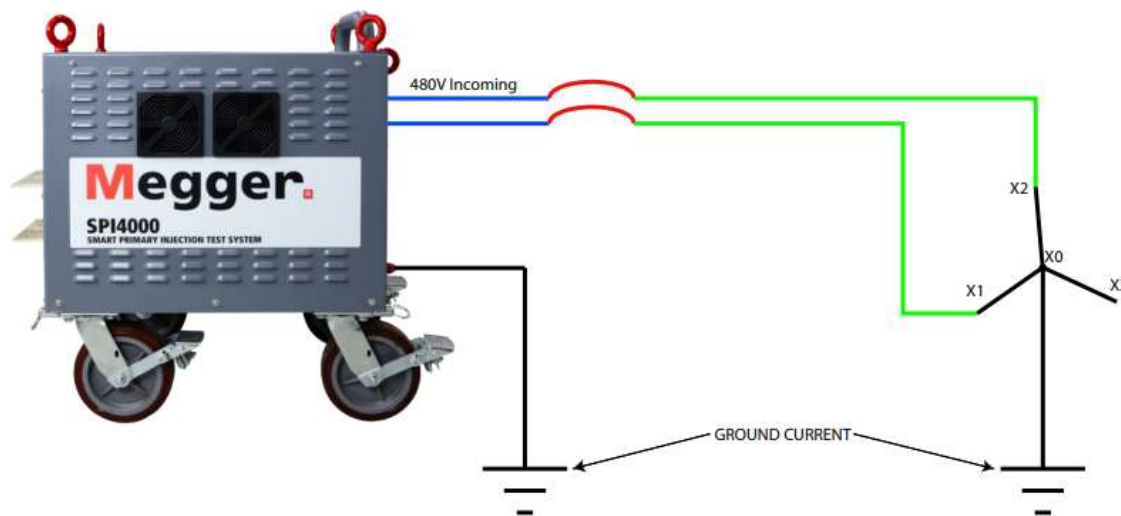 480V Incoming
Megger.
SPI4000
SMART PRIMARY INJECTION TEST SYSTEM
X2
X0
X1
GROUND CURRENT